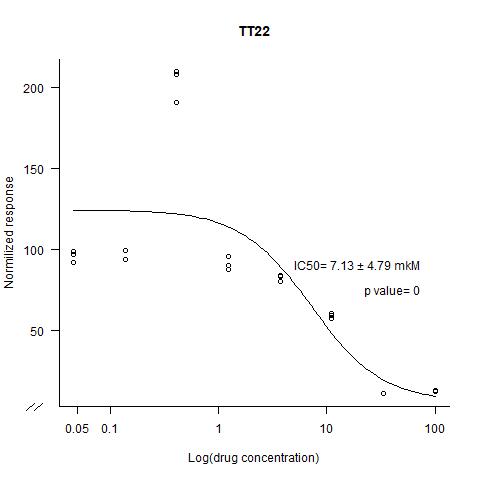 TT22
Normilized response
200
150
100
50
IC50= 7.13 ± 4.79 mkM
p value= 0
0.05 0.1 1 10 100
Log(drug concentration)